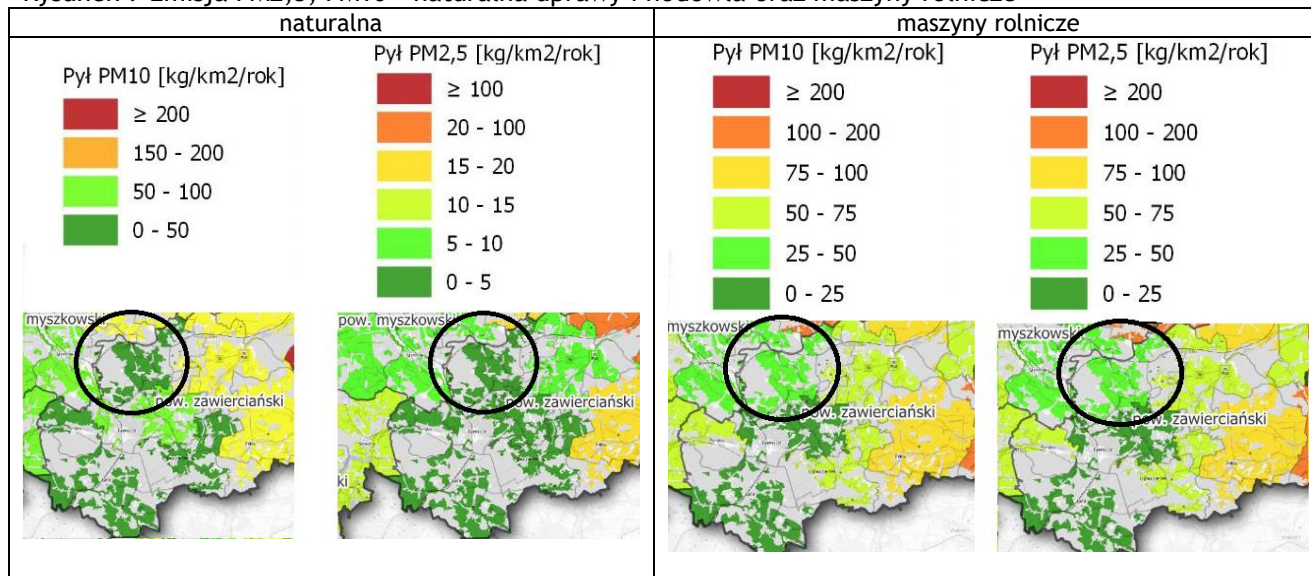 naturalna
maszyny rolnicze
Pył PM10 [kg/km2/rok]
≥ 200
150 - 200
50 - 100
0 - 50
Pył PM2,5 [kg/km2/rok]
≥ 100
20 - 100
15 - 20
10 - 15
5 - 10
0 - 5
Pył PM10 [kg/km2/rok]
≥ 200
100 - 200
75 - 100
50 - 75
25 - 50
0 - 25
Pył PM2,5 [kg/km2/rok]
≥ 200
100 - 200
75 - 100
50 - 75
25 - 50
0 - 25
myszkowski
pow. zawierciański
pow. myszkowski
pow. zawierciański
myszkowski
pow. zawierciański
myszkowski
pow. zawierciański